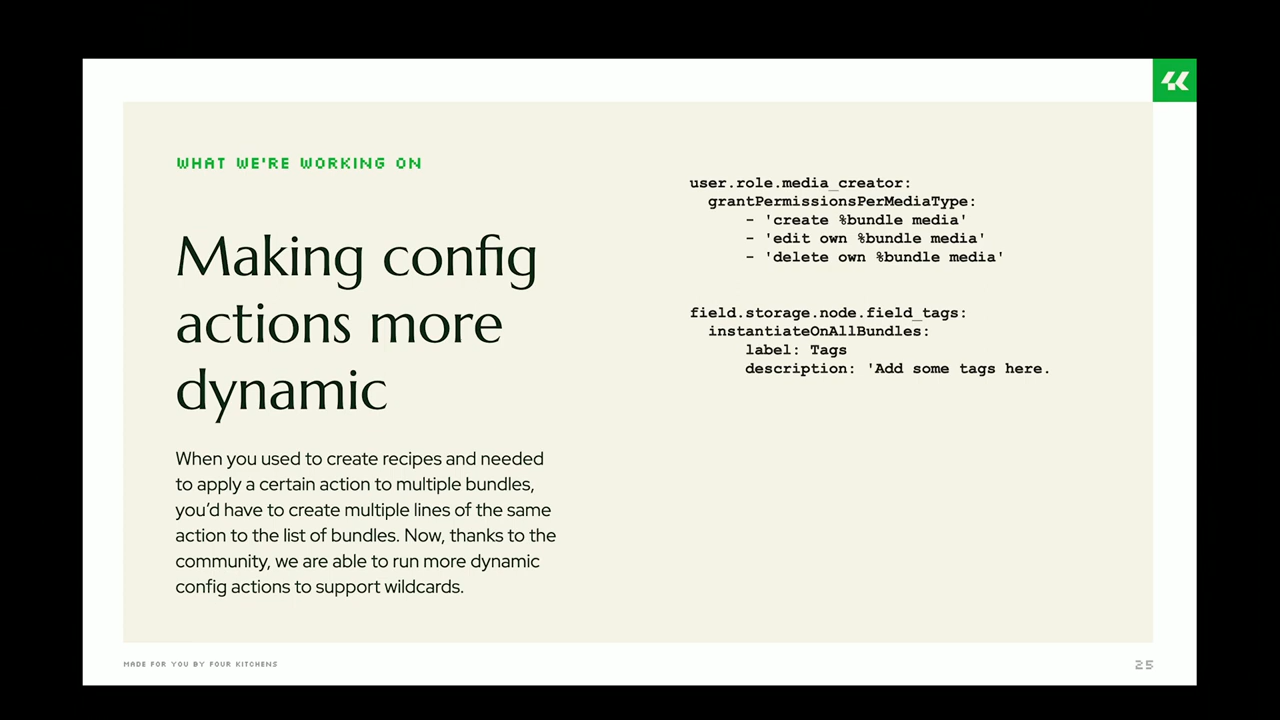 WHAT WE'RE WORKING ON
Making config
actions more
dynamic
When you used to create recipes and needed
to apply a certain action to multiple bundles,
you'd have to create multiple lines of the same
action to the list of bundles. Now, thanks to the
community, we are able to run more dynamic
config actions to support wildcards.
user.role.media_creator:
  grantPermissionsPerMediaType:
      - 'create %bundle media'
      - 'edit own %bundle media'
      - 'delete own %bundle media'
field.storage.node.field_tags:
  instantiateOnAllBundles:
      label: Tags
      description: 'Add some tags here.
MADE FOR YOU BY FOUR KITCHENS
25